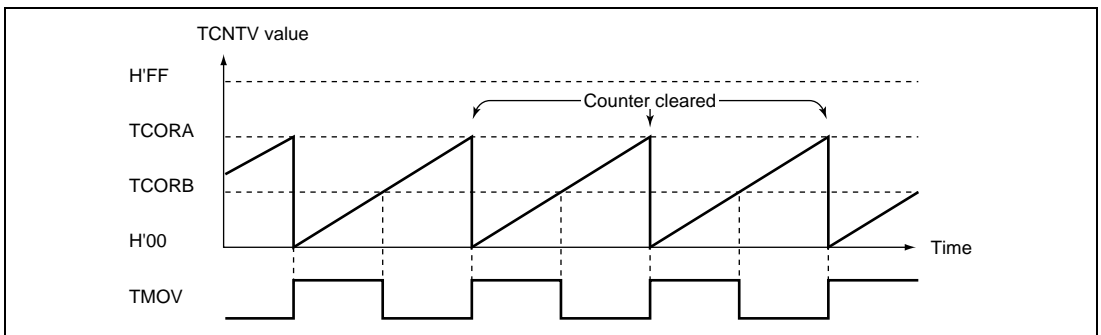 TCNTV value
H'FF
Counter cleared
TCORA
TCORB
H'00
Time
TMOV